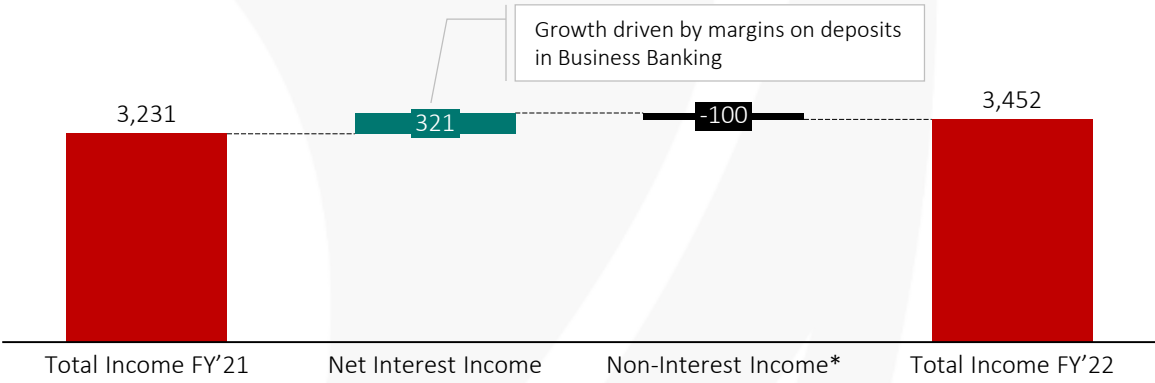 Growth driven by margins on deposits
in Business Banking
3,231
321
-100
3,452
Total Income FY’21
Net Interest Income
Non-Interest Income*
Total Income FY’22